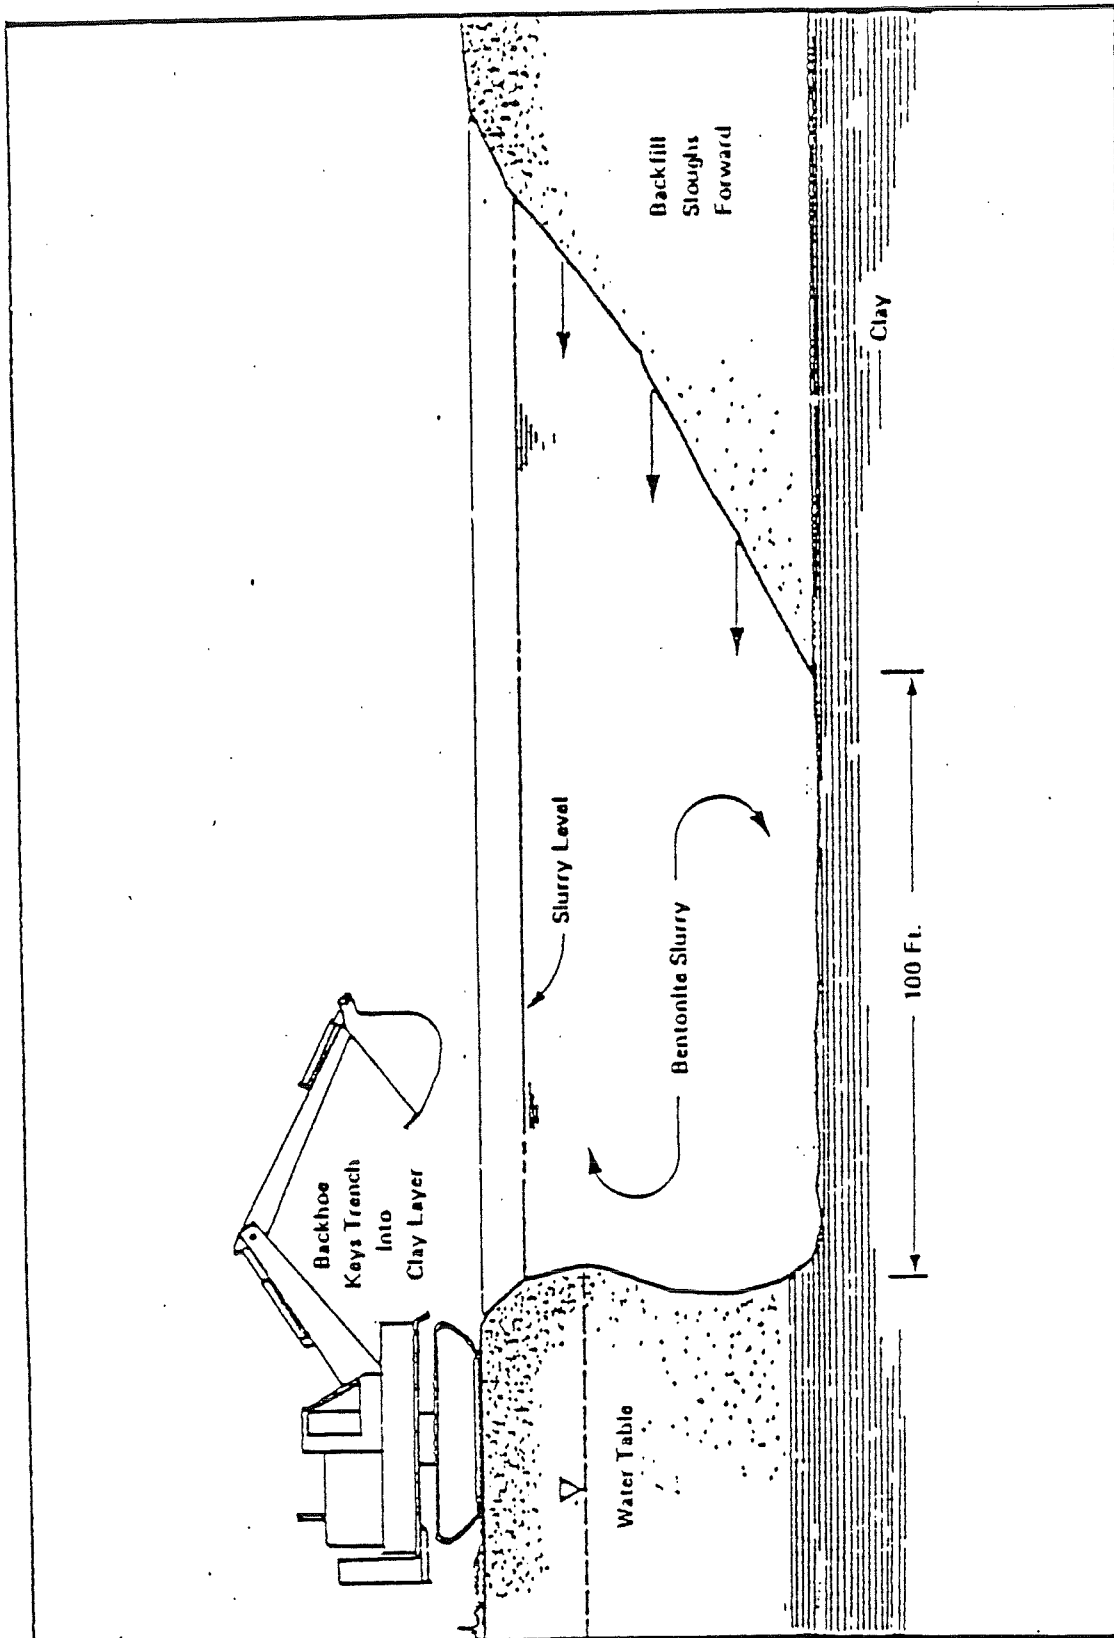 Backhoe
Keys Trench
Into
Clay Layer
Slurry Level
Water Table
Bentonite Slurry
Backfill
Sloughs
Forward
Clay
100 Ft.